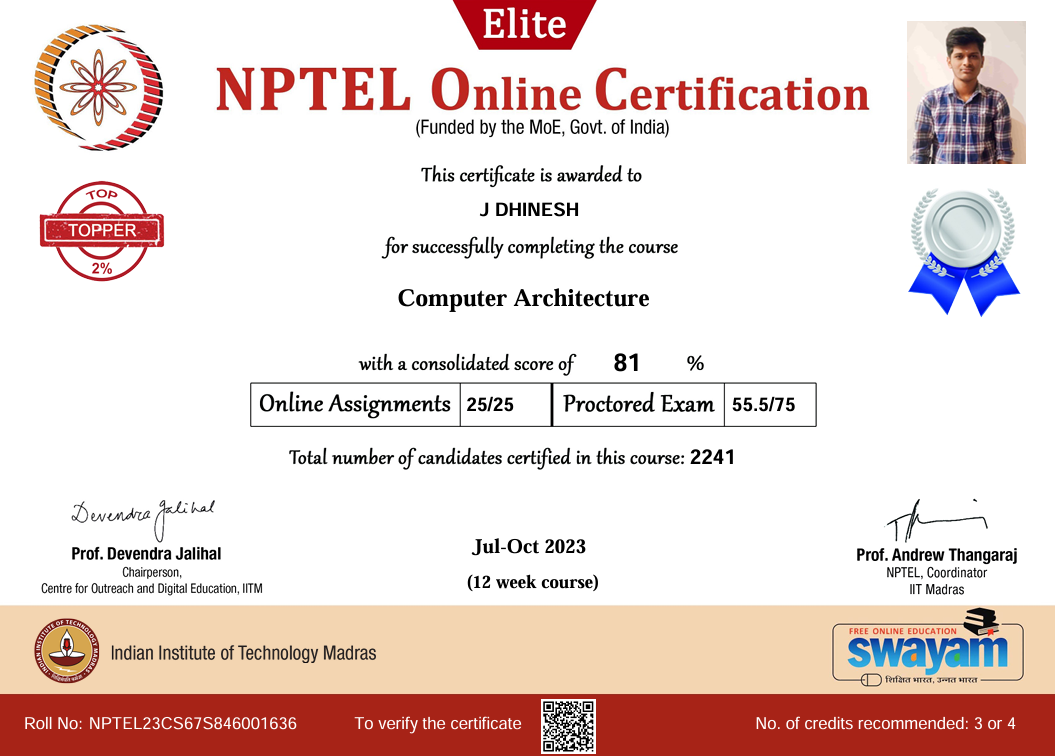 Elite
NPTEL Online Certification
(Funded by the MoE, Govt. of India)
This certificate is awarded to
J DHINESH
for successfully completing the course
Computer Architecture
TOP
TOPPER
2%
with a consolidated score of 81 %
Online Assignments 25/25 Proctored Exam 55.5/75
Total number of candidates certified in this course: 2241
Devendra Jalihal
Prof. Devendra Jalihal
Chairperson,
Centre for Outreach and Digital Education, IITM
Jul-Oct 2023
(12 week course)
Prof. Andrew Thangaraj
NPTEL, Coordinator
IIT Madras
INDIAN INSTITUTE OF TECHNOLOGY MADRAS
Indian Institute of Technology Madras
FREE ONLINE EDUCATION
swayam
शिक्षित भारत, उन्नत भारत
Roll No: NPTEL23CS67S846001636
To verify the certificate
No. of credits recommended: 3 or 4